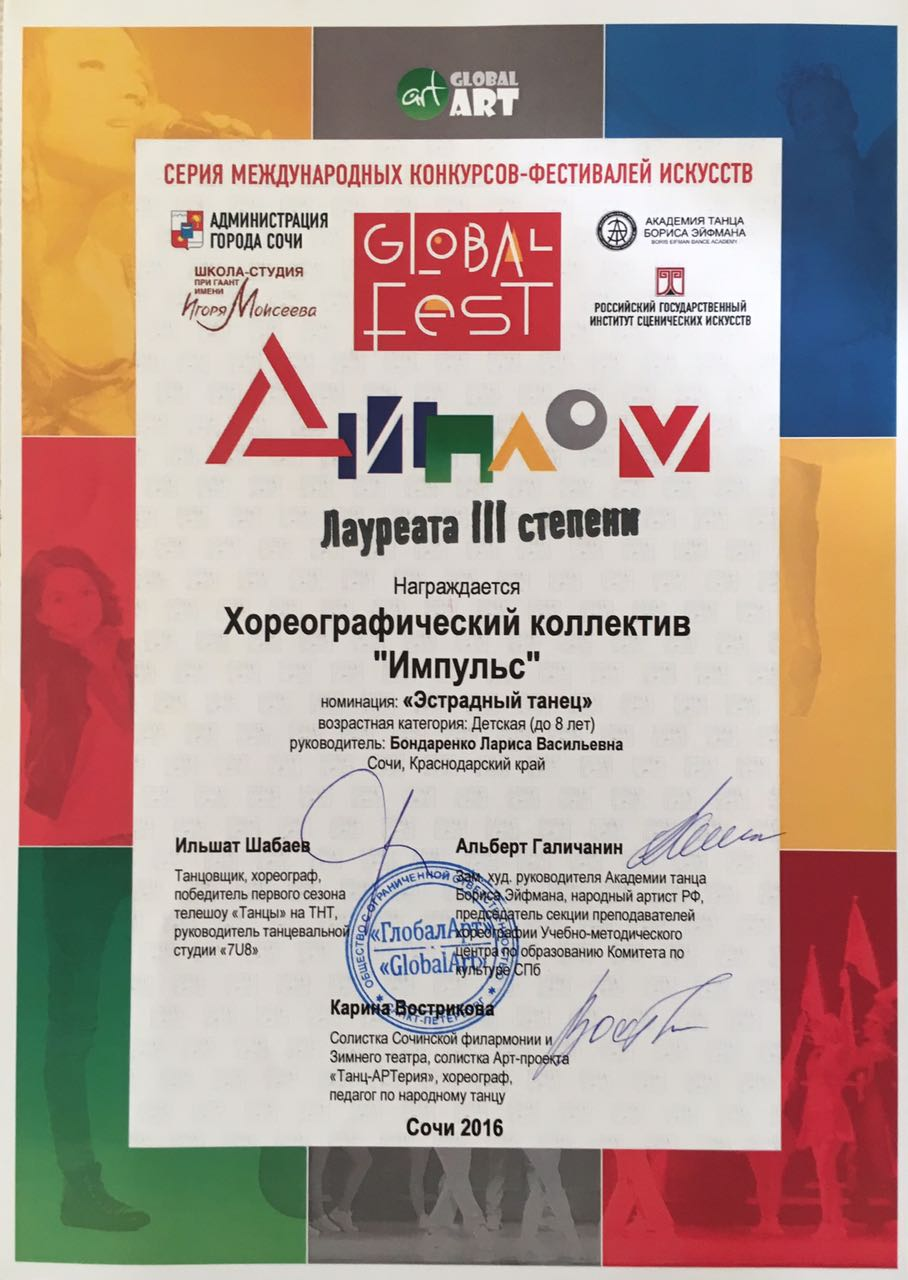 art GLOBAL ART
СЕРИЯ МЕЖДУНАРОДНЫХ КОНКУРСОВ-ФЕСТИВАЛЕЙ ИСКУССТВ
АДМИНИСТРАЦИЯ
ГОРОДА СОЧИ
ШКОЛА-СТУДИЯ
ПРИ ГААНТ
ИМЕНИ
Игоря Моисеева
GLOBAL
FEST
АКАДЕМИЯ ТАНЦА
БОРИСА ЭЙФМАНА
BORIS EIFMAN DANCE ACADEMY
РОССИЙСКИЙ ГОСУДАРСТВЕННЫЙ
ИНСТИТУТ СЦЕНИЧЕСКИХ ИСКУССТВ
ДИПЛОМ
Лауреата III степени
Награждается
Хореографический коллектив
"Импульс"
номинация: «Эстрадный танец»
возрастная категория: Детская (до 8 лет)
руководитель: Бондаренко Лариса Васильевна
Сочи, Краснодарский край
Ильшат Шабаев
Танцовщик, хореограф,
победитель первого сезона
телешоу «Танцы» на ТНТ,
руководитель танцевальной
студии «7U8»
Альберт Галичанин
Зам. худ. руководителя Академии танца
Бориса Эйфмана, народный артист РФ,
председатель секции преподавателей
хореографии Учебно-методического
центра по образованию Комитета по
культуре СПб
ОБЩЕСТВО С ОГРАНИЧЕННОЙ ОТВЕТСТВЕННОСТЬЮ
«ГлобалАрт»
«GlobalArt»
САНКТ-ПЕТЕРБУРГ
Карина Вострикова
Солистка Сочинской филармонии и
Зимнего театра, солистка Арт-проекта
«Танц-АРТерия», хореограф,
педагог по народному танцу
Сочи 2016